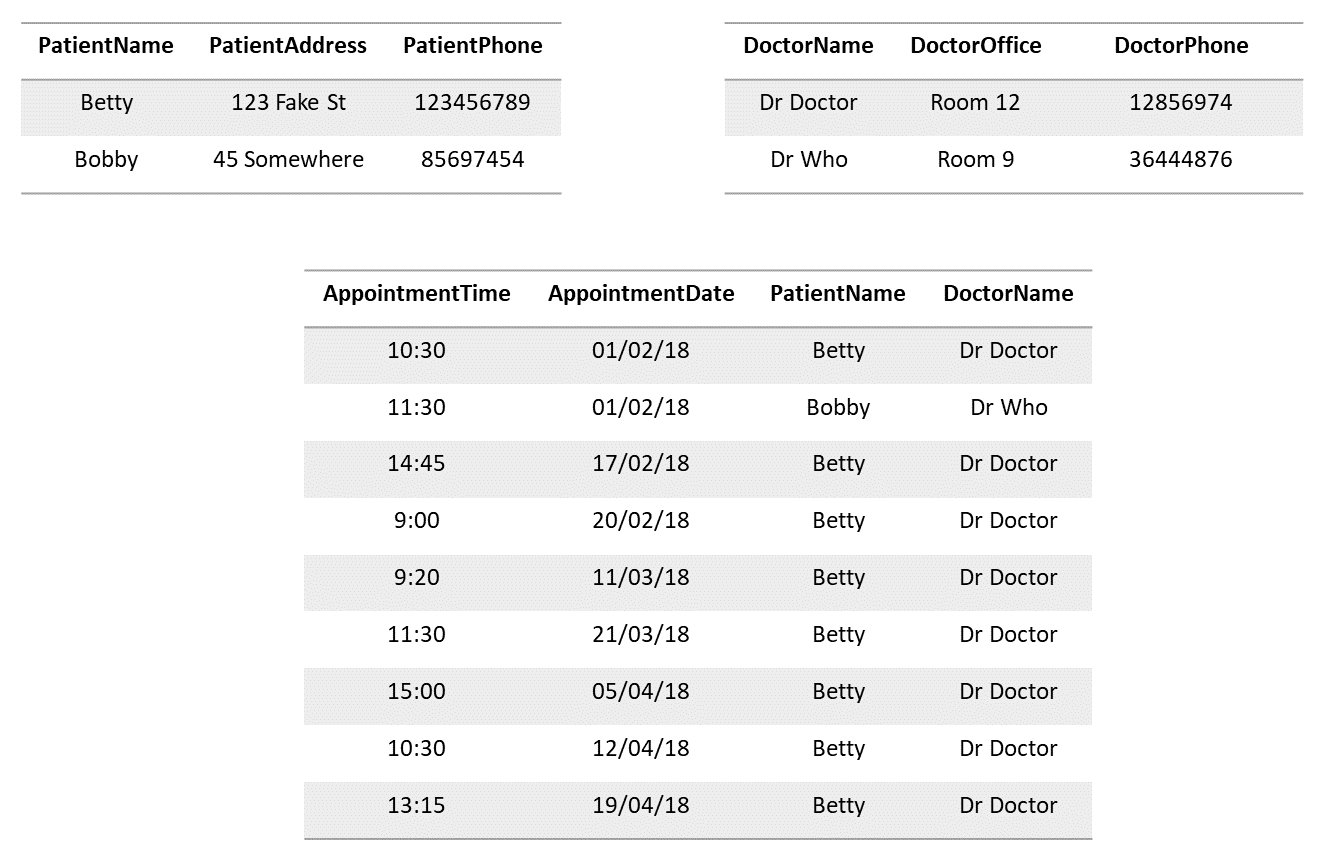 PatientName PatientAddress PatientPhone
Betty 123 Fake St 123456789
Bobby 45 Somewhere 85697454
DoctorName DoctorOffice DoctorPhone
Dr Doctor Room 12 12856974
Dr Who Room 9 36444876
AppointmentTime AppointmentDate PatientName DoctorName
10:30 01/02/18 Betty Dr Doctor
11:30 01/02/18 Bobby Dr Who
14:45 17/02/18 Betty Dr Doctor
9:00 20/02/18 Betty Dr Doctor
9:20 11/03/18 Betty Dr Doctor
11:30 21/03/18 Betty Dr Doctor
15:00 05/04/18 Betty Dr Doctor
10:30 12/04/18 Betty Dr Doctor
13:15 19/04/18 Betty Dr Doctor